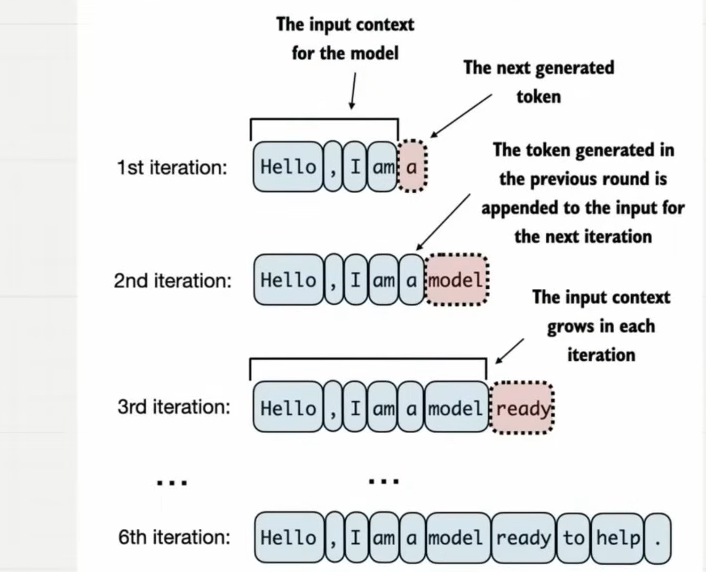 The input context
for the model
The next generated
token
1st iteration: Hello , I am a
The token generated in
the previous round is
appended to the input for
the next iteration
2nd iteration: Hello , I am a model
The input context
grows in each
iteration
3rd iteration: Hello , I am a model ready
... ...
6th iteration: Hello , I am a model ready to help .